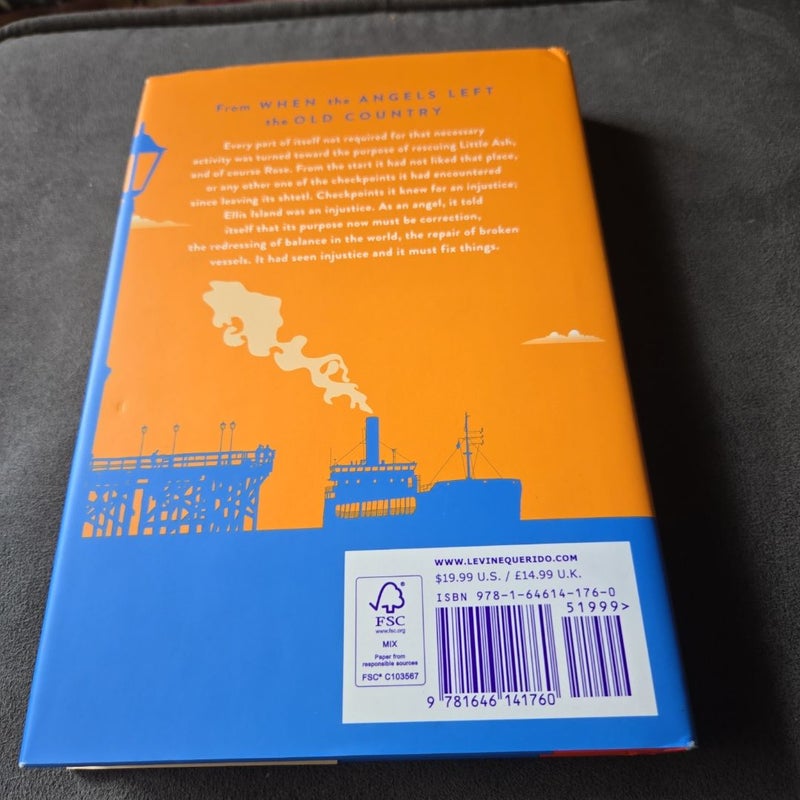 From WHEN the ANGELS LEFT
the OLD COUNTRY
Every part of itself not required for that necessary
activity was turned toward the purpose of rescuing Little Ash,
and of course Rose. From the start it had not liked that place,
or any other one of the checkpoints it had encountered
since leaving its shtetl. Checkpoints it knew for an injustice;
Ellis Island was an injustice. As an angel, it told
itself that its purpose now must be correction,
the redressing of balance in the world, the repair of broken
vessels. It had seen injustice and it must fix things.
WWW.LEVINEQUERIDO.COM
$19.99 U.S. / £14.99 U.K.
ISBN 978-1-64614-176-0
51999>
9 781646 141760
FSC
www.fsc.org
MIX
Paper from
responsible sources
FSC® C103567